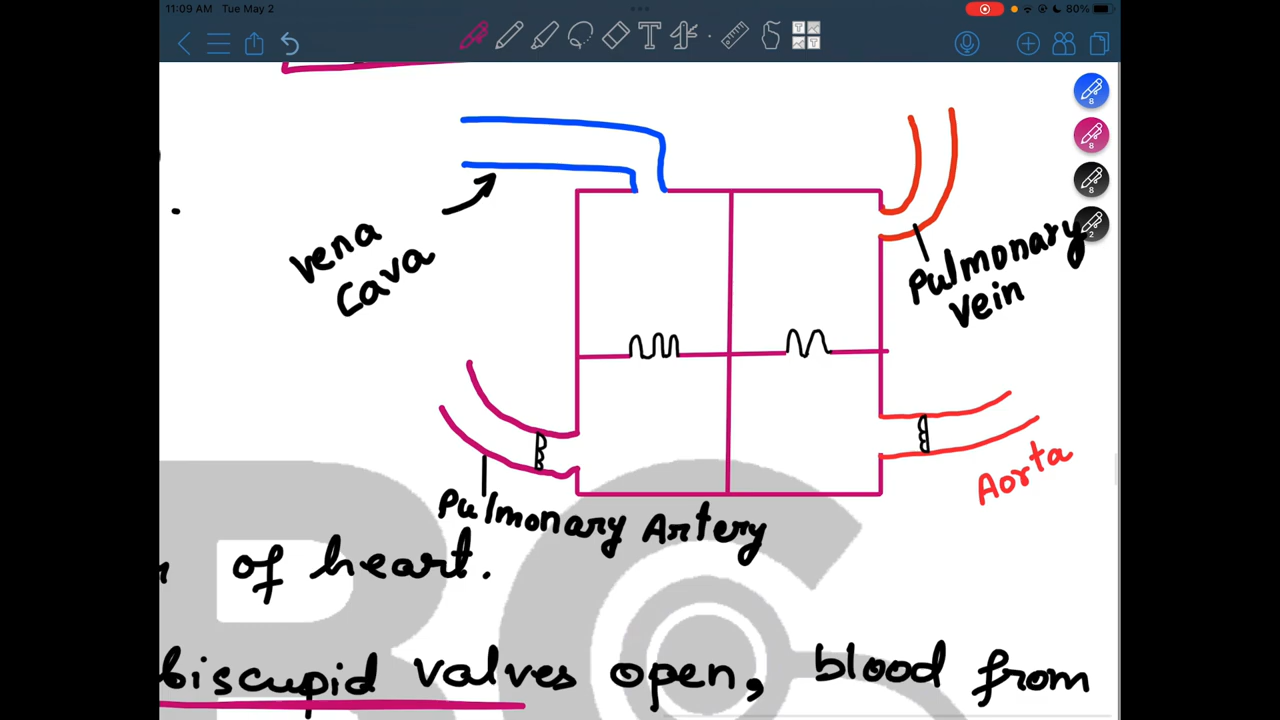 11:09 AM Tue May 2
80%
Vena
Cava
Pulmonary
Vein
Aorta
Pulmonary Artery
of heart.
biscupid valves open, blood from